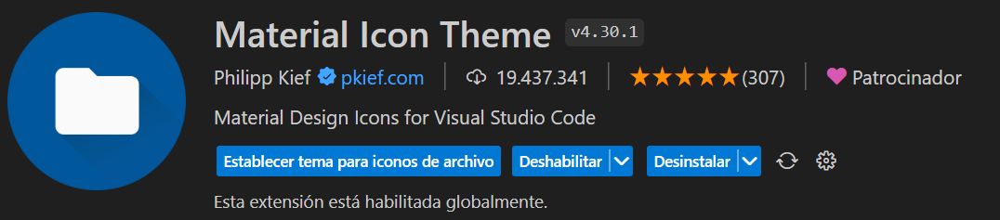 Material Icon Theme v4.30.1
Philipp Kief pkief.com 19.437.341 (307) Patrocinador
Material Design Icons for Visual Studio Code
Establecer tema para iconos de archivo Deshabilitar Desinstalar
Esta extensión está habilitada globalmente.